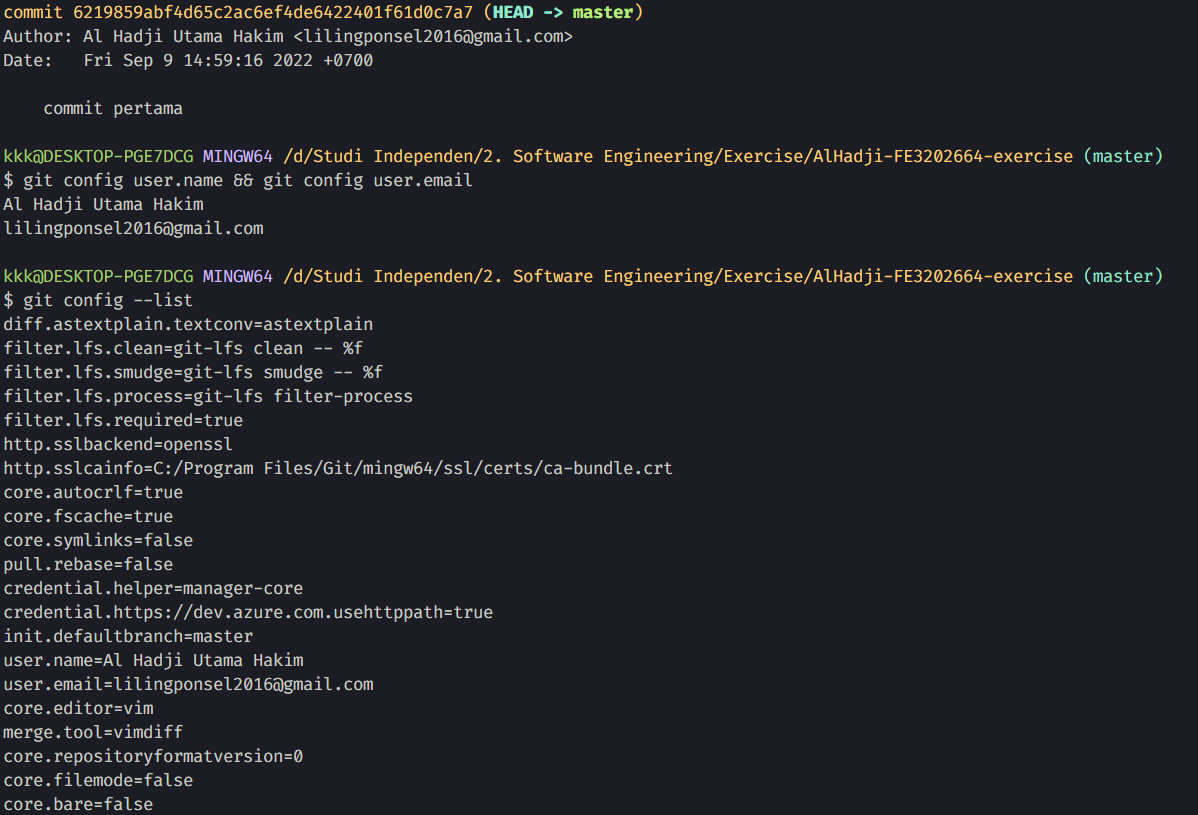 commit 6219859abf4d65c2ac6ef4de6422401f61d0c7a7 (HEAD -> master)
Author: Al Hadji Utama Hakim <lilingponsel2016@gmail.com>
Date:   Fri Sep 9 14:59:16 2022 +0700
commit pertama
kkk@DESKTOP-PGE7DCG MINGW64 /d/Studi Independen/2. Software Engineering/Exercise/AlHadji-FE3202664-exercise (master)
$ git config user.name && git config user.email
Al Hadji Utama Hakim
lilingponsel2016@gmail.com
kkk@DESKTOP-PGE7DCG MINGW64 /d/Studi Independen/2. Software Engineering/Exercise/AlHadji-FE3202664-exercise (master)
$ git config --list
diff.astextplain.textconv=astextplain
filter.lfs.clean=git-lfs clean -- %f
filter.lfs.smudge=git-lfs smudge -- %f
filter.lfs.process=git-lfs filter-process
filter.lfs.required=true
http.sslbackend=openssl
http.sslcainfo=C:/Program Files/Git/mingw64/ssl/certs/ca-bundle.crt
core.autocrlf=true
core.fscache=true
core.symlinks=false
pull.rebase=false
credential.helper=manager-core
credential.https://dev.azure.com.usehttppath=true
init.defaultbranch=master
user.name=Al Hadji Utama Hakim
user.email=lilingponsel2016@gmail.com
core.editor=vim
merge.tool=vimdiff
core.repositoryformatversion=0
core.filemode=false
core.bare=false